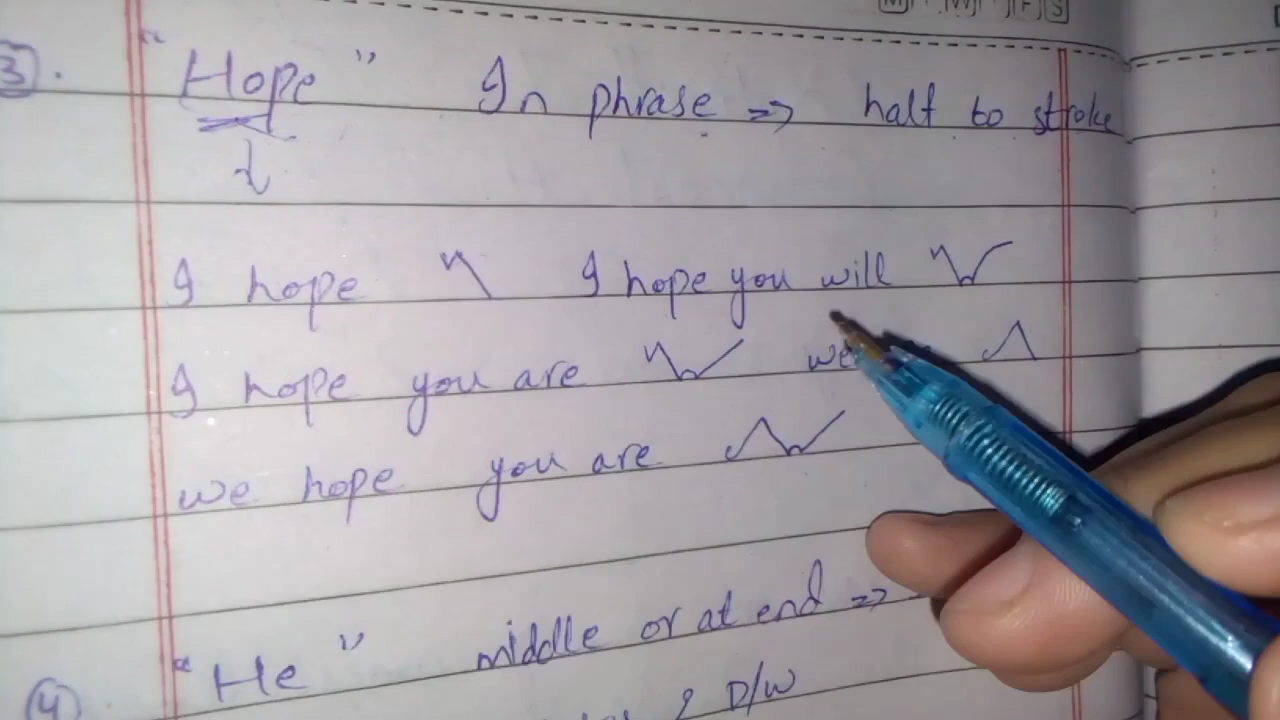 M W F S
3. "Hope" In phrase => half to stroke
I hope I hope you will
I hope you are we
we hope you are
4 "He" middle or at end =>
& D/W